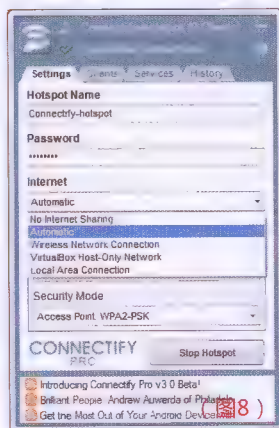 Settings Clients Services History
Hotspot Name
Connectify-hotspot
Password
********
Internet
Automatic
No Internet Sharing
Automatic
Wireless Network Connection
VirtualBox Host-Only Network
Local Area Connection
Security Mode
Access Point WPA2-PSK
CONNECTIFY
PRO
Stop Hotspot
Introducing Connectify Pro v3 0 Beta!
Brilliant People Andrew Auwerda of
Get the Most Out of Your Android
图8)